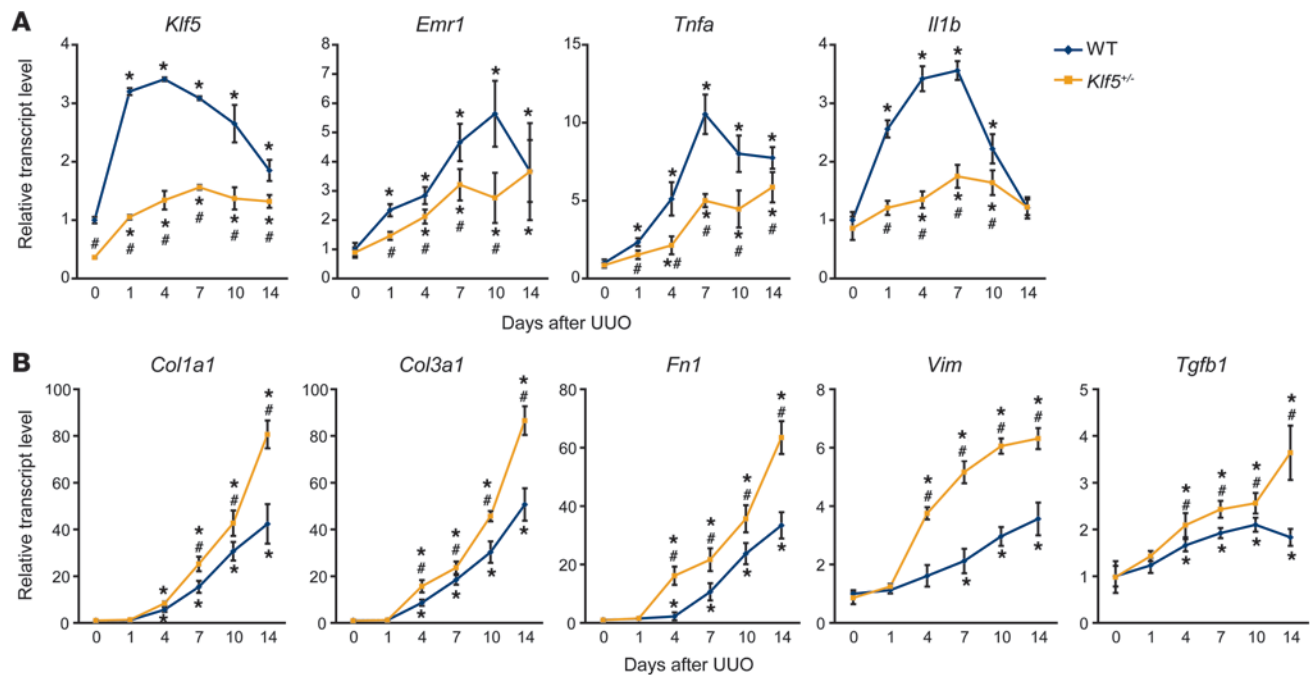 A
Klf5
Emr1
Tnfa
Il1b
WT
Klf5+/-
Relative transcript level
4
3
2
1
0
8
7
6
5
4
3
2
1
0
15
10
5
0
4
3
2
1
0
* * * * *
# * # * # * # * # * #
* * * * *
# * # * # * # *
* * * * *
# *# * # * # * #
* * * *
# * # * # * #
0 1 4 7 10 14
0 1 4 7 10 14
0 1 4 7 10 14
0 1 4 7 10 14
Days after UUO
B
Col1a1
Col3a1
Fn1
Vim
Tgfb1
Relative transcript level
100
80
60
40
20
0
100
80
60
40
20
0
80
60
40
20
0
8
6
4
2
0
5
4
3
2
1
0
* * # * # * #
* * * *
* # * # * # * #
* * * *
* # * # * # * #
* * * *
* # * # * # * #
* * *
* # * # * # * #
* * * *
0 1 4 7 10 14
0 1 4 7 10 14
0 1 4 7 10 14
0 1 4 7 10 14
0 1 4 7 10 14
Days after UUO